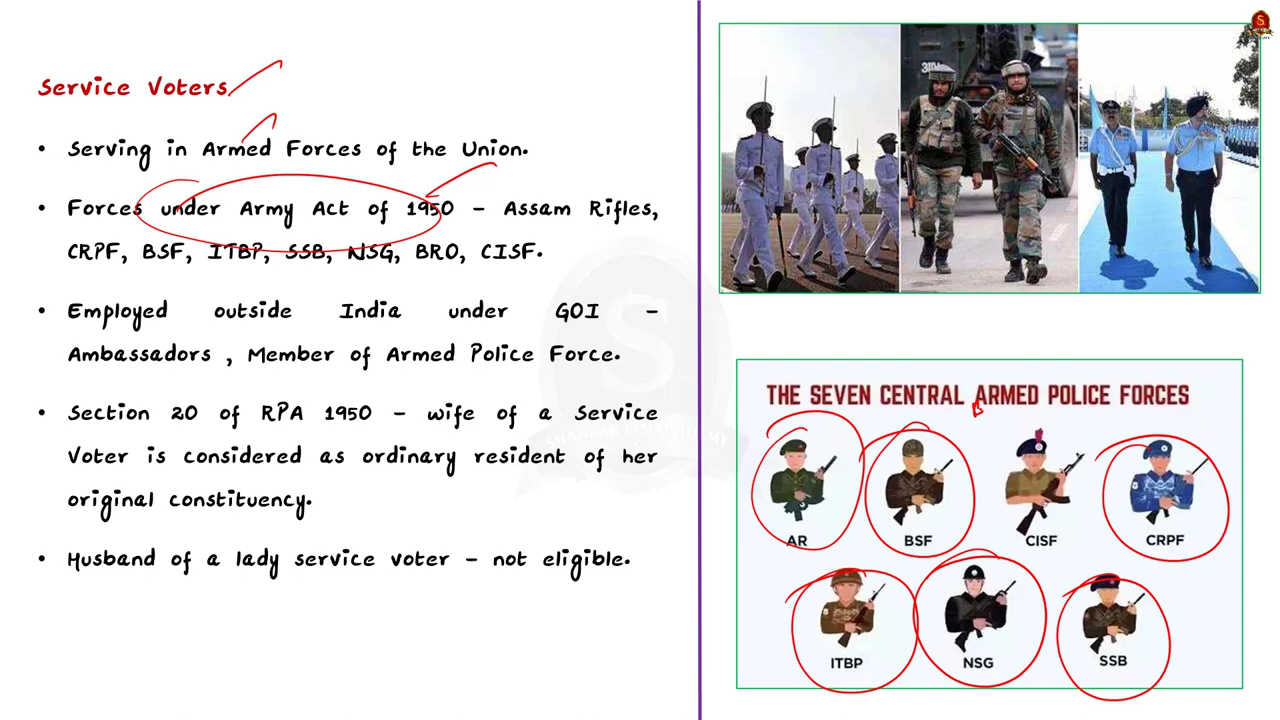 Service Voters
• Serving in Armed Forces of the Union.
• Forces under Army Act of 1950 – Assam Rifles,
CRPF, BSF, ITBP, SSB, NSG, BRO, CISF.
• Employed outside India under GOI –
Ambassadors , Member of Armed Police Force.
• Section 20 of RPA 1950 – wife of a Service
Voter is considered as ordinary resident of her
original constituency.
• Husband of a lady service voter – not eligible.
SHANKAR IAS ACADEMY
THE SEVEN CENTRAL ARMED POLICE FORCES
AR BSF CISF CRPF
ITBP NSG SSB